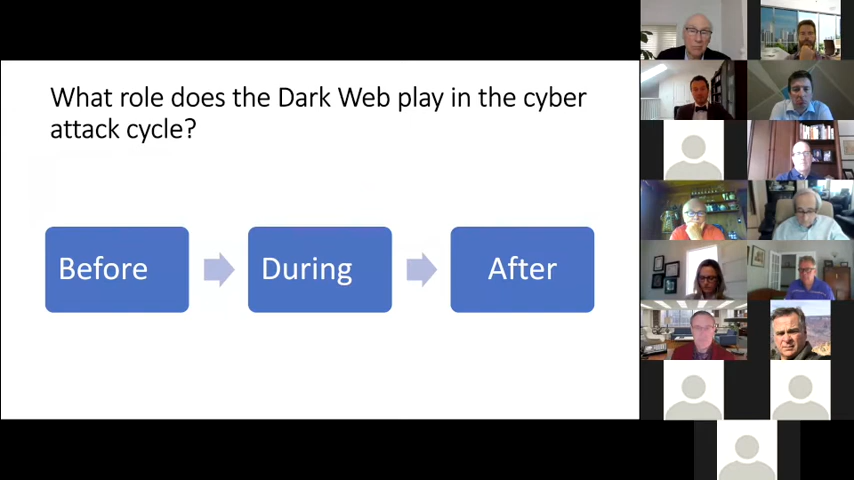 What role does the Dark Web play in the cyber
attack cycle?
Before
During
After